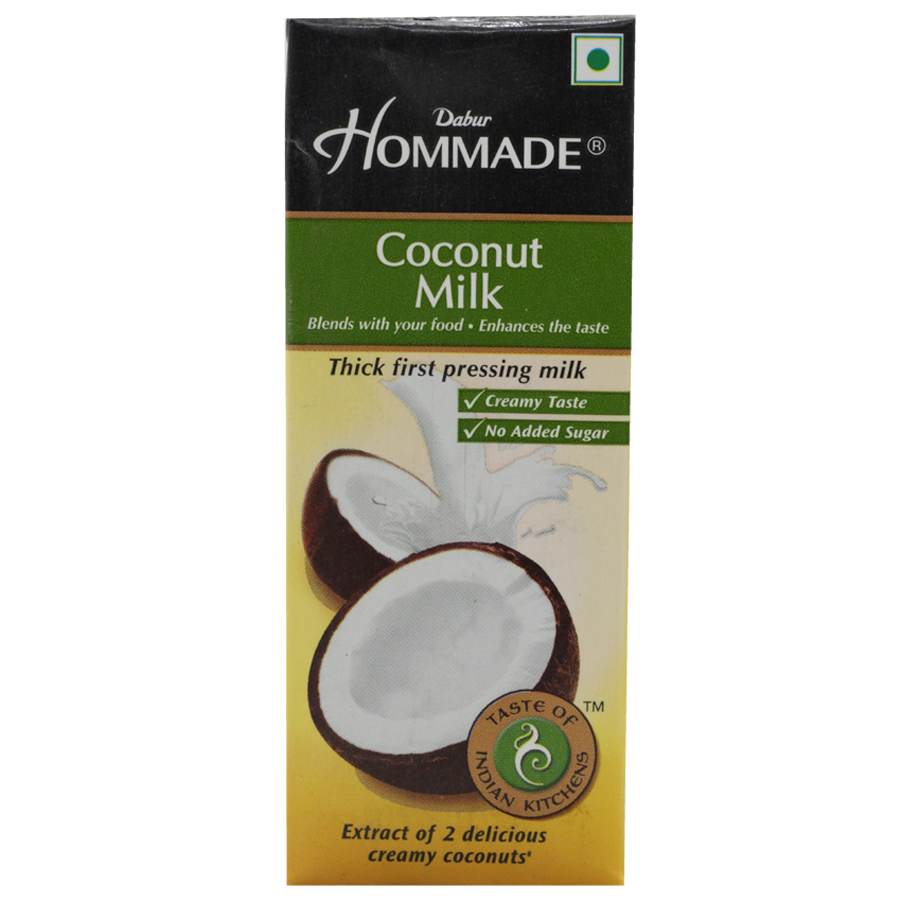 Dabur
HOMMADE®
Coconut
Milk
Blends with your food • Enhances the taste
Thick first pressing milk
✓ Creamy Taste
✓ No Added Sugar
TASTE OF
INDIAN KITCHENS
TM
Extract of 2 delicious
creamy coconuts